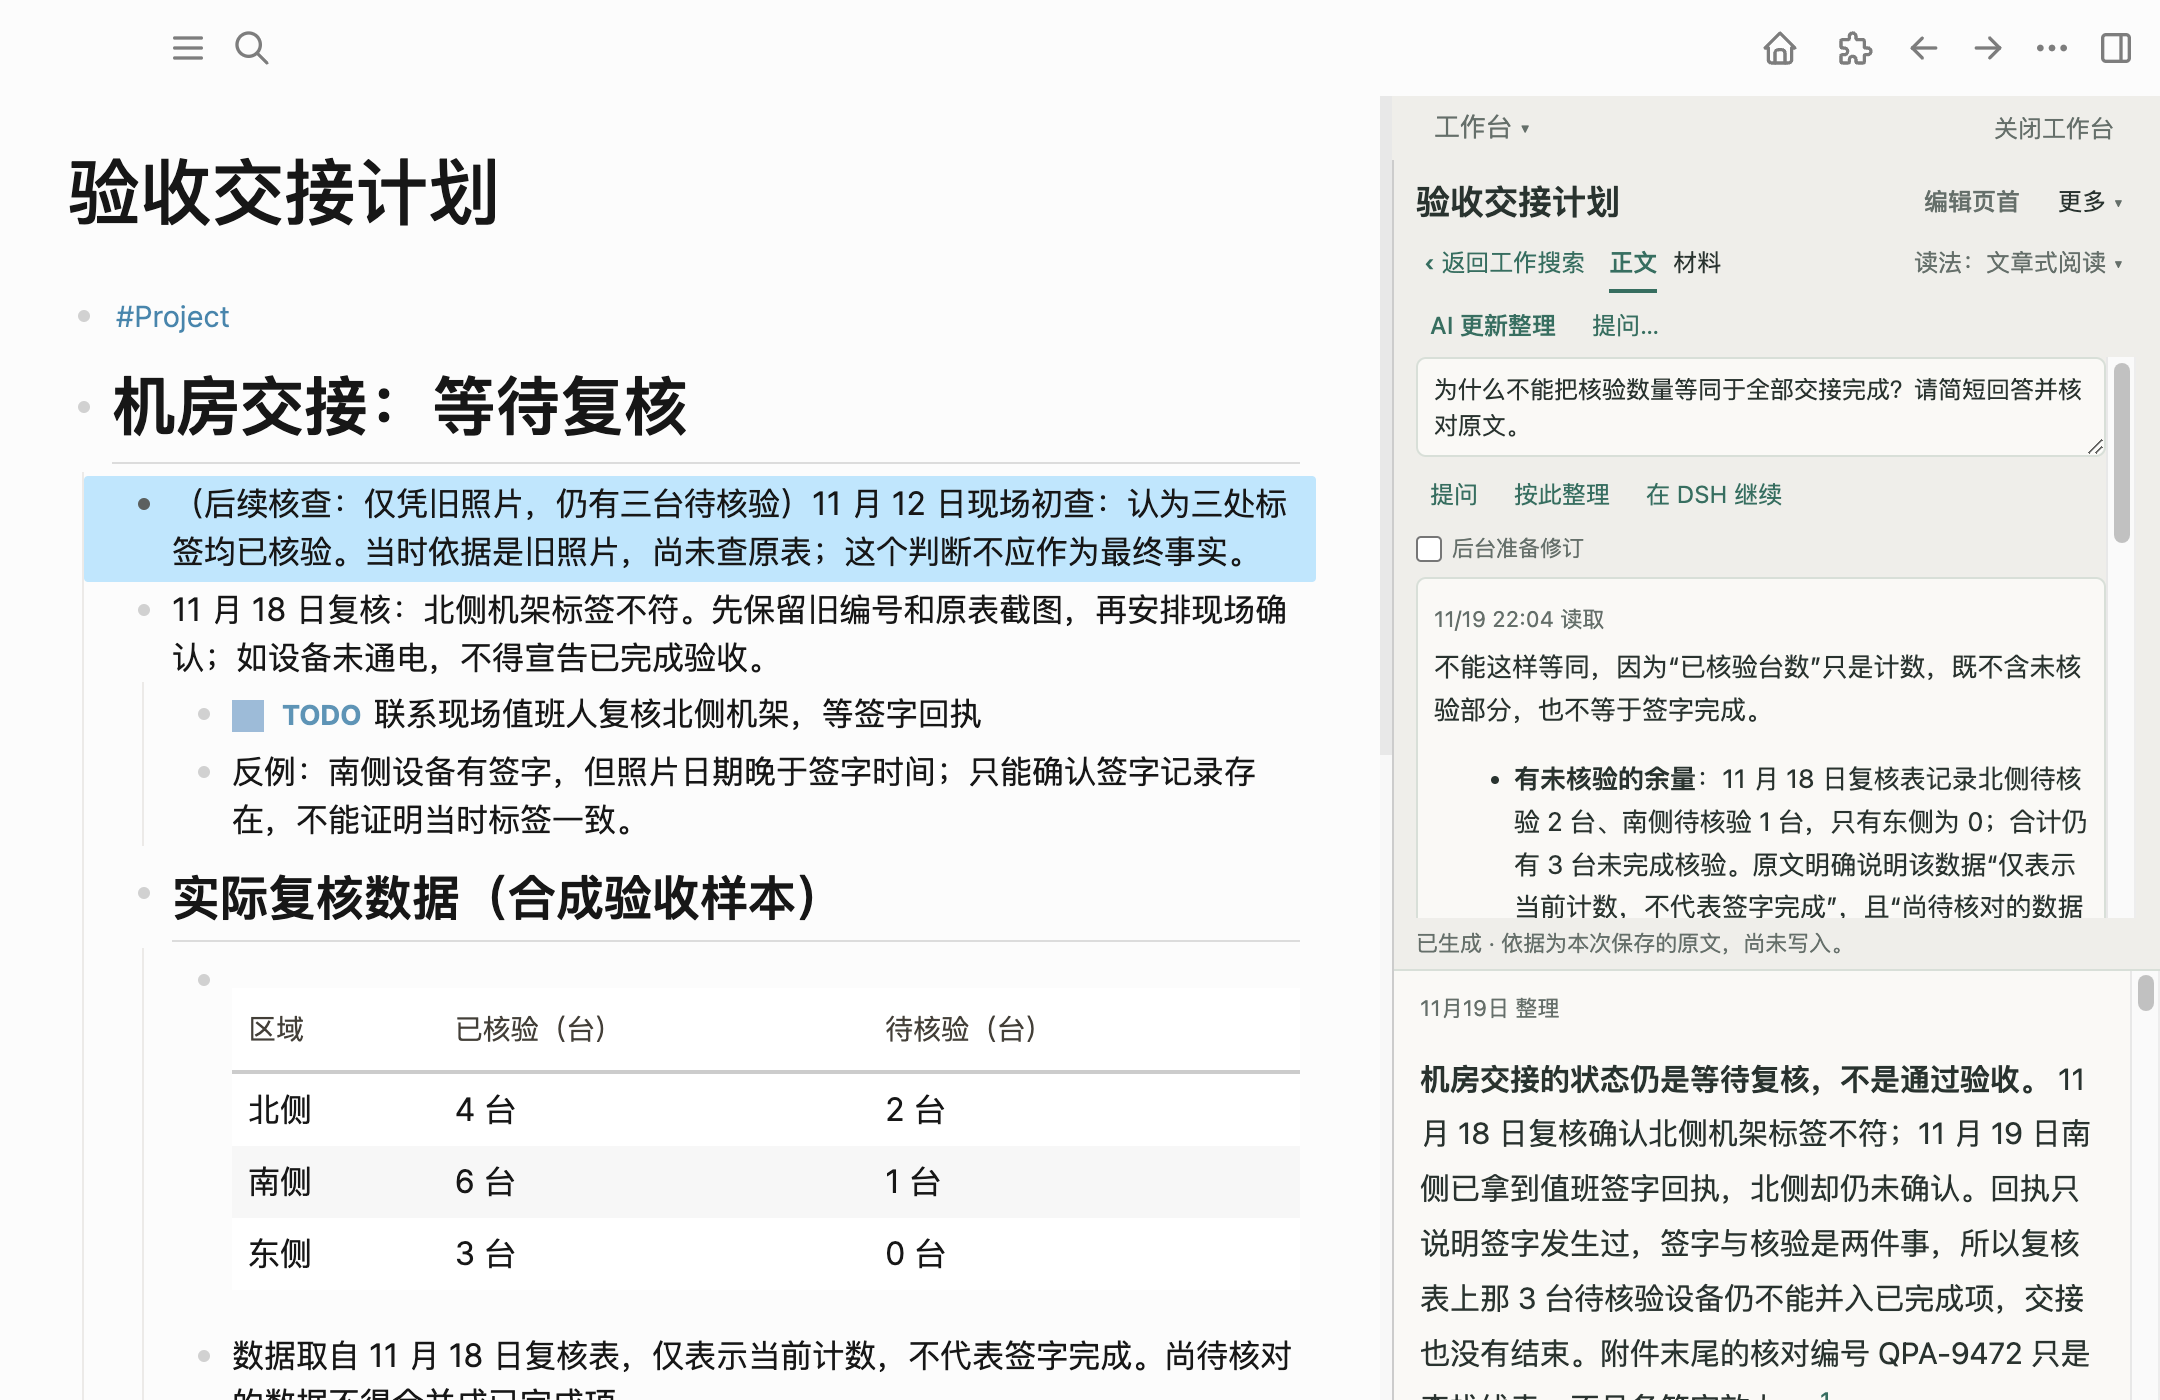 验收交接计划
#Project
机房交接：等待复核
（后续核查：仅凭旧照片，仍有三台待核验）11 月 12 日现场初查：认为三处标
签均已核验。当时依据是旧照片，尚未查原表；这个判断不应作为最终事实。
11 月 18 日复核：北侧机架标签不符。先保留旧编号和原表截图，再安排现场确
认；如设备未通电，不得宣告已完成验收。
TODO 联系现场值班人复核北侧机架，等签字回执
反例：南侧设备有签字，但照片日期晚于签字时间；只能确认签字记录存
在，不能证明当时标签一致。
实际复核数据（合成验收样本）
区域 已核验（台） 待核验（台）
北侧 4 台 2 台
南侧 6 台 1 台
东侧 3 台 0 台
数据取自 11 月 18 日复核表，仅表示当前计数，不代表签字完成。尚待核对
的数据不得合并成已完成项
工作台 ▾ 关闭工作台
验收交接计划 编辑页首 更多 ▾
‹ 返回工作搜索 正文 材料 读法：文章式阅读 ▾
AI 更新整理 提问...
为什么不能把核验数量等同于全部交接完成？请简短回答并核
对原文。
提问 按此整理 在 DSH 继续
后台准备修订
11/19 22:04 读取
不能这样等同，因为“已核验台数”只是计数，既不含未核
验部分，也不等于签字完成。
• 有未核验的余量：11 月 18 日复核表记录北侧待核
验 2 台、南侧待核验 1 台，只有东侧为 0；合计仍
有 3 台未完成核验。原文明确说明该数据“仅表示
当前计数，不代表签字完成”，且“尚待核对的数据
已生成 · 依据为本次保存的原文，尚未写入。
11月19日 整理
机房交接的状态仍是等待复核，不是通过验收。 11
月 18 日复核确认北侧机架标签不符；11 月 19 日南
侧已拿到值班签字回执，北侧却仍未确认。回执只
说明签字发生过，签字与核验是两件事，所以复核
表上那 3 台待核验设备仍不能并入已完成项，交接
也没有结束。附件末尾的核对编号 QPA-9472 只是
1